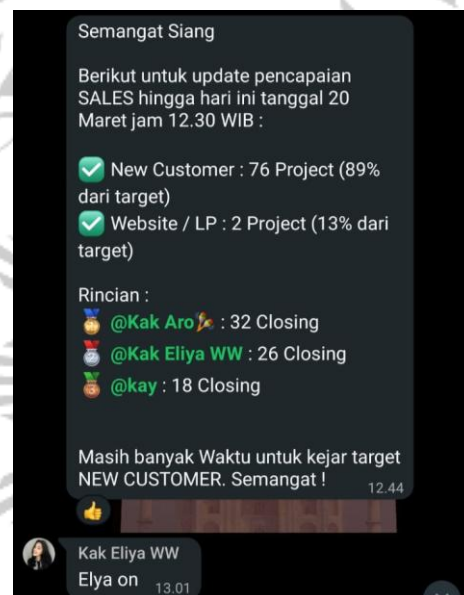 Semangat Siang
Berikut untuk update pencapaian
SALES hingga hari ini tanggal 20
Maret jam 12.30 WIB :
✅ New Customer : 76 Project (89%
dari target)
✅ Website / LP : 2 Project (13% dari
target)
Rincian :
🥇 @Kak Aro💃 : 32 Closing
🥈 @Kak Eliya WW : 26 Closing
🥉 @kay : 18 Closing
Masih banyak Waktu untuk kejar target
NEW CUSTOMER. Semangat !
12.44
👍
Kak Eliya WW
Elya on
13.01